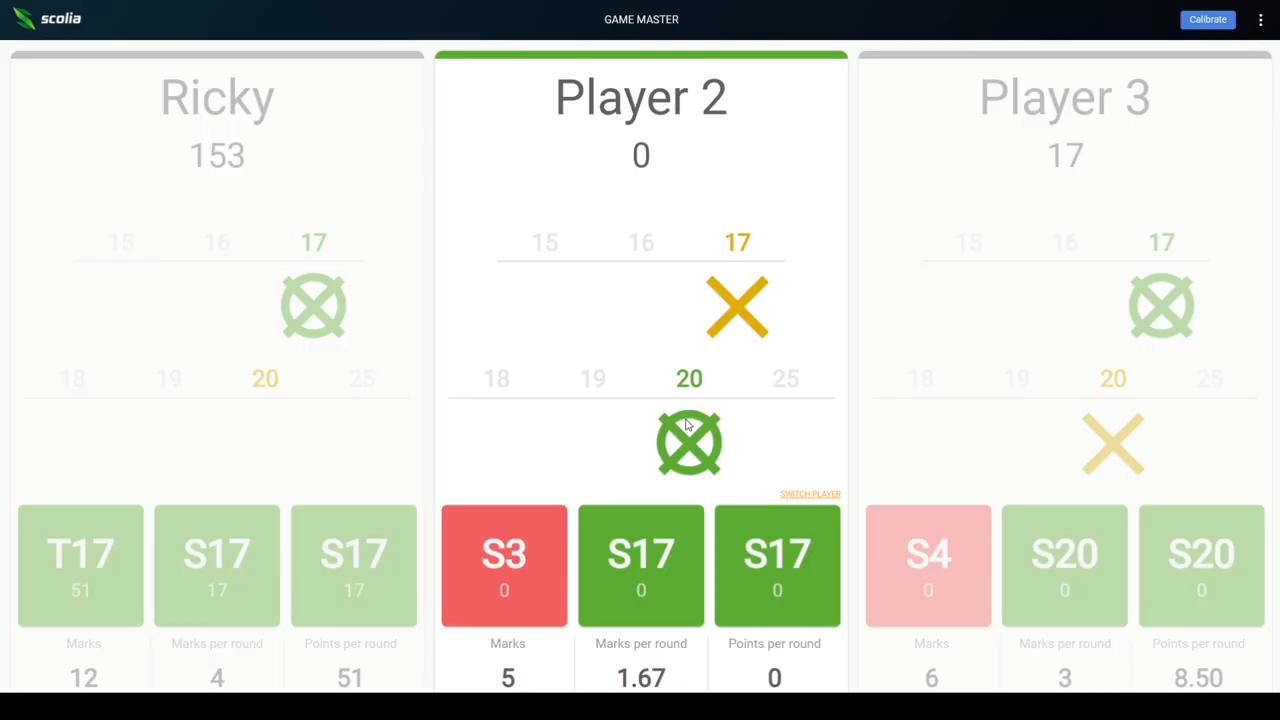 scolia
GAME MASTER
Calibrate
Ricky
153
15 16 17
18 19 20 25
T17 S17 S17
51 17 17
Marks Marks per round Points per round
12 4 51
Player 2
0
15 16 17
18 19 20 25
SWITCH PLAYER
S3 S17 S17
0 0 0
Marks Marks per round Points per round
5 1.67 0
Player 3
17
15 16 17
18 19 20 25
S4 S20 S20
0 0 0
Marks Marks per round Points per round
6 3 8.50